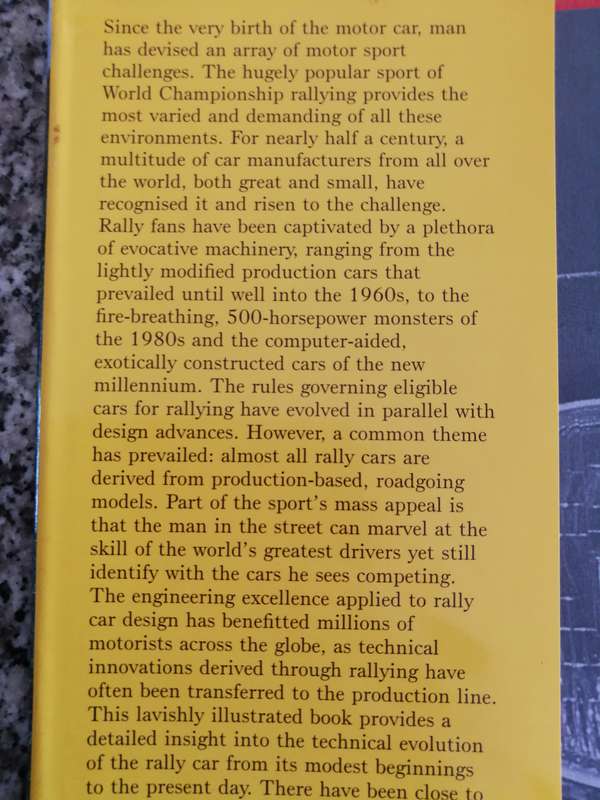 Since the very birth of the motor car, man
has devised an array of motor sport
challenges. The hugely popular sport of
World Championship rallying provides the
most varied and demanding of all these
environments. For nearly half a century, a
multitude of car manufacturers from all over
the world, both great and small, have
recognised it and risen to the challenge.
Rally fans have been captivated by a plethora
of evocative machinery, ranging from the
lightly modified production cars that
prevailed until well into the 1960s, to the
fire-breathing, 500-horsepower monsters of
the 1980s and the computer-aided,
exotically constructed cars of the new
millennium. The rules governing eligible
cars for rallying have evolved in parallel with
design advances. However, a common theme
has prevailed: almost all rally cars are
derived from production-based, roadgoing
models. Part of the sport's mass appeal is
that the man in the street can marvel at the
skill of the world's greatest drivers yet still
identify with the cars he sees competing.
The engineering excellence applied to rally
car design has benefitted millions of
motorists across the globe, as technical
innovations derived through rallying have
often been transferred to the production line.
This lavishly illustrated book provides a
detailed insight into the technical evolution
of the rally car from its modest beginnings
to the present day. There have been close to